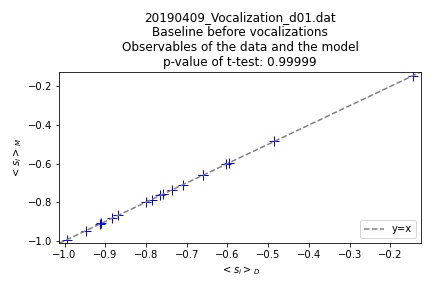 20190409_Vocalization_d01.dat
Baseline before vocalizations
Observables of the data and the model
p-value of t-test: 0.99999
< s_i >_M
−0.2
−0.4
−0.6
−0.8
−1.0
y=x
−1.0 −0.9 −0.8 −0.7 −0.6 −0.5 −0.4 −0.3 −0.2
< s_i >_D